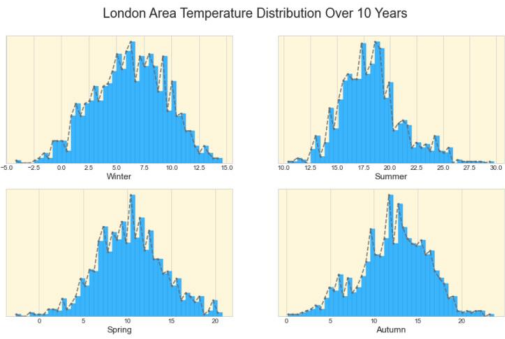 London Area Temperature Distribution Over 10 Years
−5.0 −2.5 0.0 2.5 5.0 7.5 10.0 12.5 15.0
Winter
10.0 12.5 15.0 17.5 20.0 22.5 25.0 27.5 30.0
Summer
0 5 10 15 20
Spring
0 5 10 15 20
Autumn